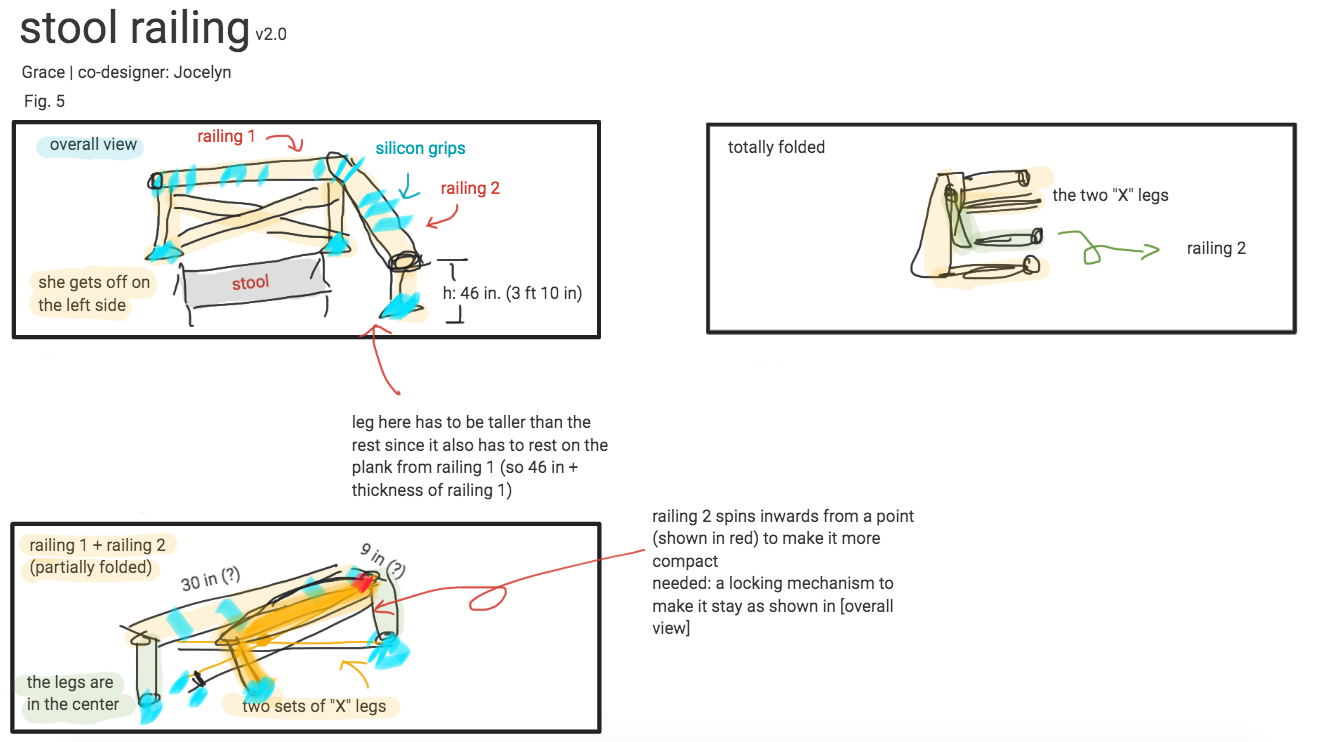 stool railing v2.0
Grace | co-designer: Jocelyn
Fig. 5
overall view
railing 1
silicon grips
railing 2
she gets off on
the left side
stool
h: 46 in. (3 ft 10 in)
totally folded
the two "X" legs
railing 2
leg here has to be taller than the
rest since it also has to rest on the
plank from railing 1 (so 46 in +
thickness of railing 1)
railing 1 + railing 2
(partially folded)
30 in (?)
9 in (?)
the legs are
in the center
two sets of "X" legs
railing 2 spins inwards from a point
(shown in red) to make it more
compact
needed: a locking mechanism to
make it stay as shown in [overall
view]